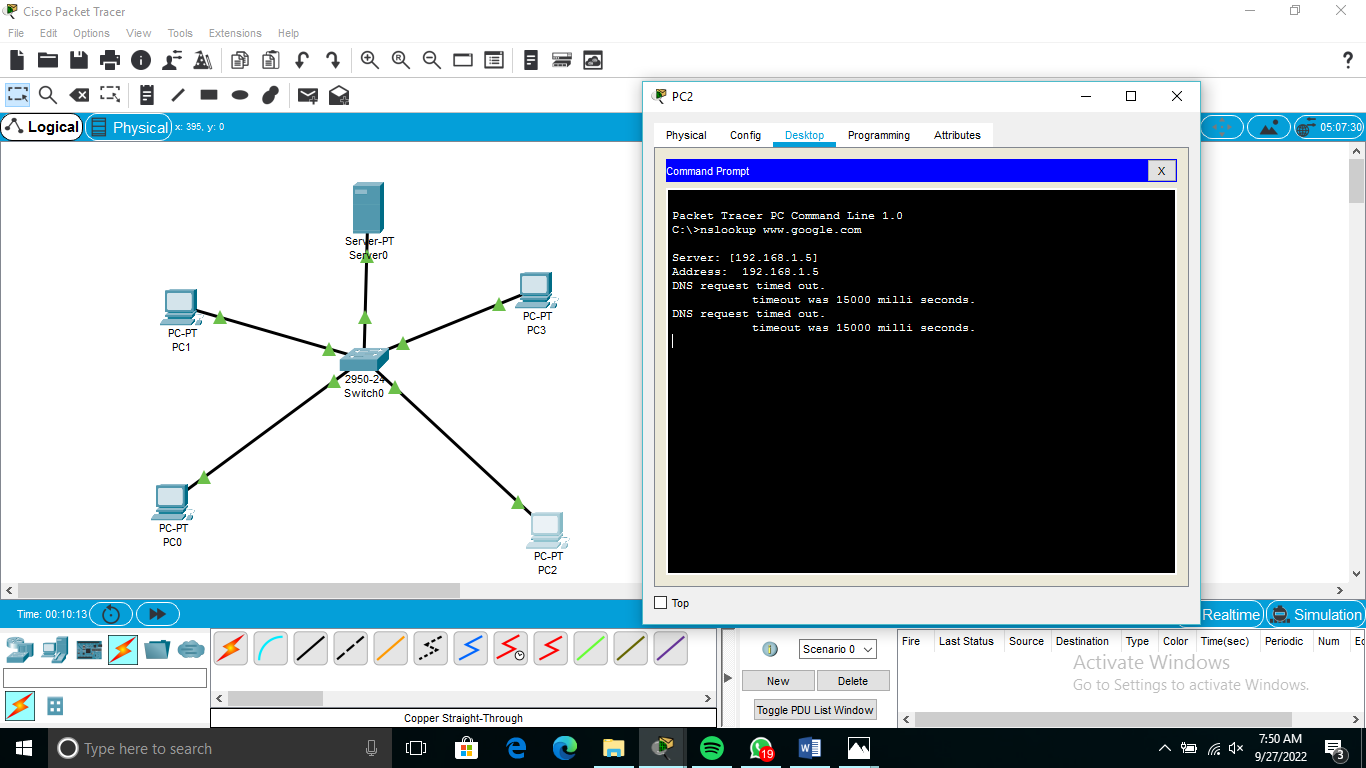 Cisco Packet Tracer
File Edit Options View Tools Extensions Help
Logical
Physical x: 395, y: 0
05:07:30
Server-PT
Server0
PC-PT
PC1
PC-PT
PC3
2950-24
Switch0
PC-PT
PC0
PC-PT
PC2
PC2
Physical Config Desktop Programming Attributes
Command Prompt
X
Packet Tracer PC Command Line 1.0
C:\>nslookup www.google.com
Server: [192.168.1.5]
Address:  192.168.1.5
DNS request timed out.
timeout was 15000 milli seconds.
DNS request timed out.
timeout was 15000 milli seconds.
Top
Time: 00:10:13
Realtime
Simulation
Scenario 0
New
Delete
Toggle PDU List Window
Fire Last Status Source Destination Type Color Time(sec) Periodic Num
Copper Straight-Through
Activate Windows
Go to Settings to activate Windows.
Type here to search
19
7:50 AM
9/27/2022
3